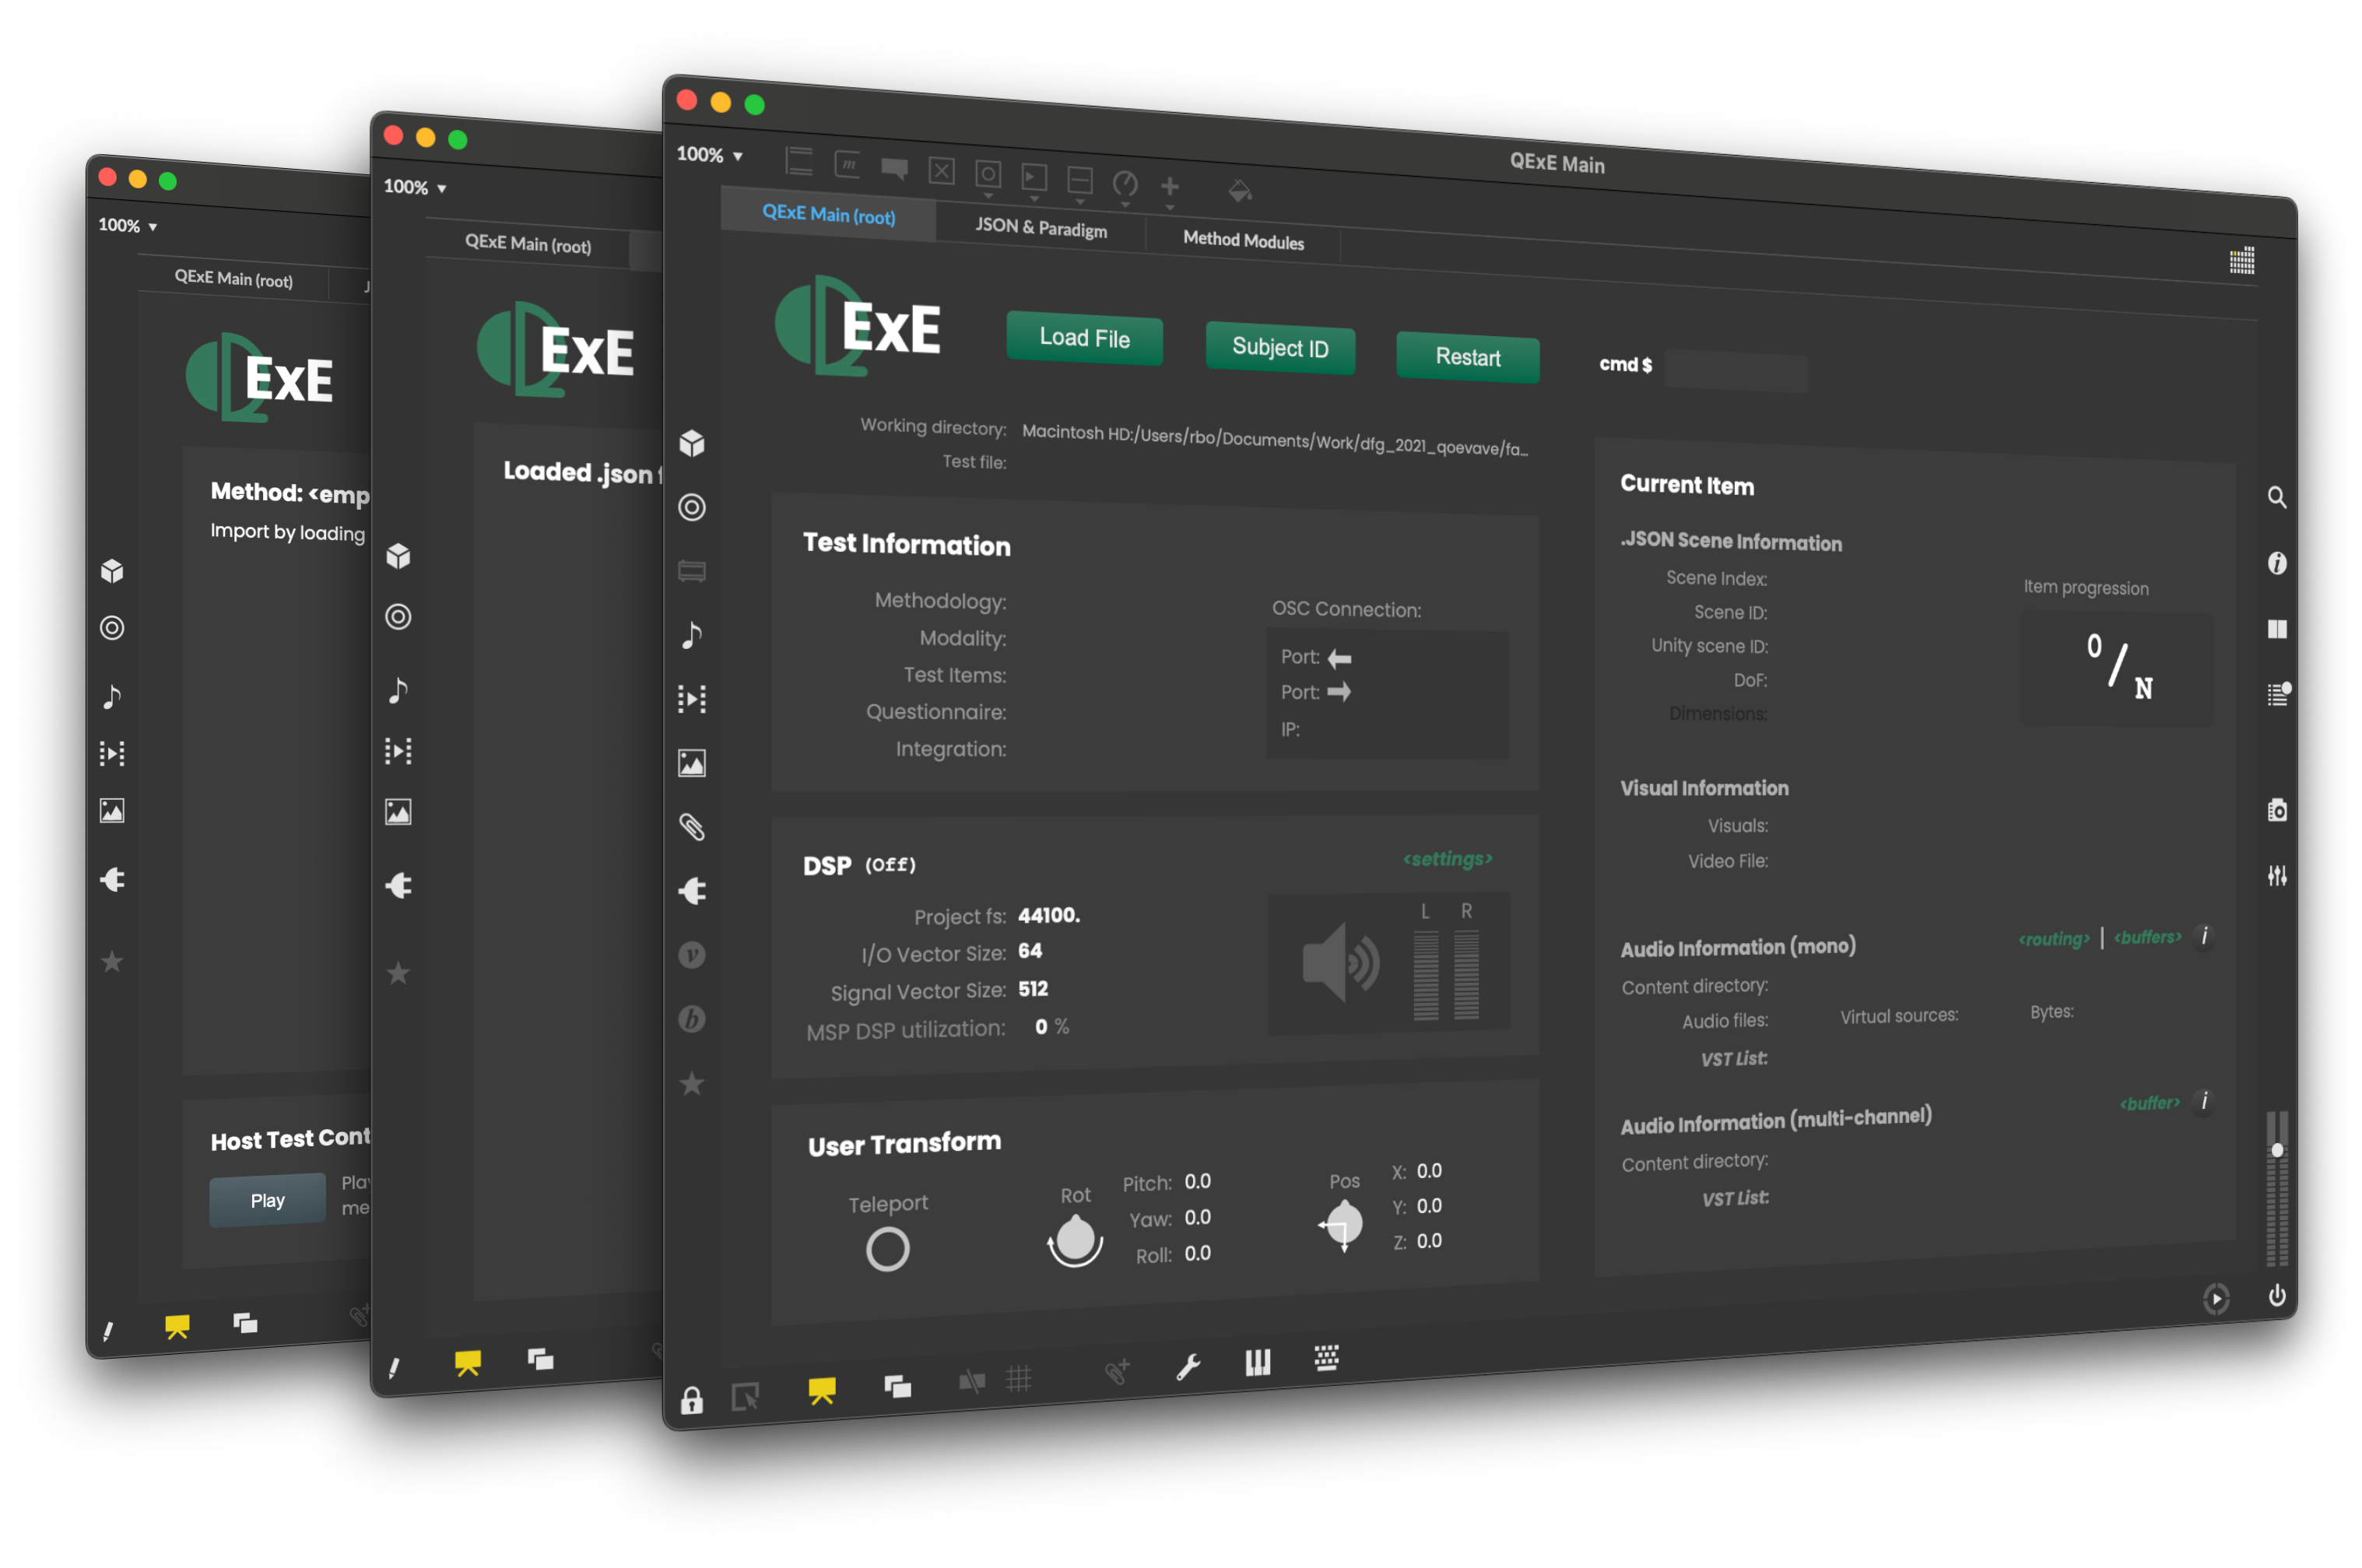 100% ▼
QExE Main (root)
J
ExE
Method: <emp
Import by loading
Host Test Cont
Play
Play
me
100% ▼
QExE Main (root)
ExE
Loaded .json f
QExE Main
100% ▼
QExE Main (root)
JSON & Paradigm
Method Modules
ExE
Load File
Subject ID
Restart
cmd $
Working directory: Macintosh HD:/Users/rbo/Documents/Work/dfg_2021_qoevave/fa...
Test file:
Test Information
Methodology:
Modality:
Test Items:
Questionnaire:
Integration:
OSC Connection:
Port:
Port:
IP:
DSP (Off)
<settings>
Project fs: 44100.
I/O Vector Size: 64
Signal Vector Size: 512
MSP DSP utilization: 0 %
L R
User Transform
Teleport
Rot
Pitch: 0.0
Yaw: 0.0
Roll: 0.0
Pos
X: 0.0
Y: 0.0
Z: 0.0
Current Item
.JSON Scene Information
Scene Index:
Scene ID:
Unity scene ID:
DoF:
Dimensions:
Item progression
0/N
Visual Information
Visuals:
Video File:
Audio Information (mono)
<routing> | <buffers> i
Content directory:
Audio files:
Virtual sources:
Bytes:
VST List:
Audio Information (multi-channel)
<buffer> i
Content directory:
VST List: